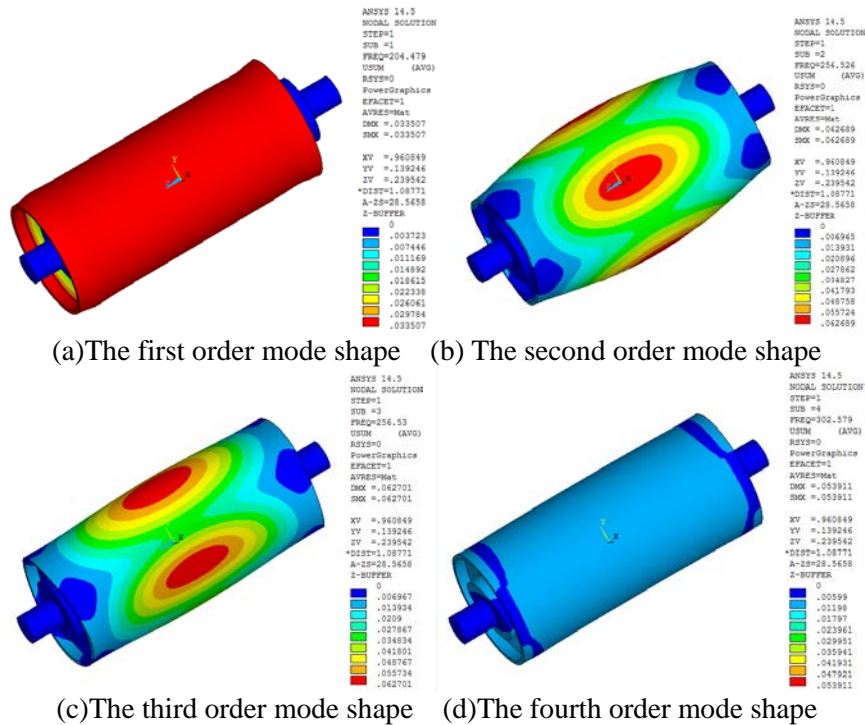 ANSYS 14.5
NODAL SOLUTION
STEP=1
SUB =1
FREQ=204.479
USUM (AVG)
RSYS=0
PowerGraphics
EFACET=1
AVRES=Mat
DMX =.033507
SMX =.033507
XV =.960849
YV =.139246
ZV =.239542
*DIST=1.08771
A-ZS=28.5658
Z-BUFFER
0
.003723
.007446
.011169
.014892
.018615
.022338
.026061
.029784
.033507
Y
X
ANSYS 14.5
NODAL SOLUTION
STEP=1
SUB =2
FREQ=256.526
USUM (AVG)
RSYS=0
PowerGraphics
EFACET=1
AVRES=Mat
DMX =.062689
SMX =.062689
XV =.960849
YV =.139246
ZV =.239542
*DIST=1.08771
A-ZS=28.5658
Z-BUFFER
0
.006965
.013931
.020896
.027862
.034827
.041793
.048758
.055724
.062689
X
(a)The first order mode shape (b) The second order mode shape
ANSYS 14.5
NODAL SOLUTION
STEP=1
SUB =3
FREQ=256.53
USUM (AVG)
RSYS=0
PowerGraphics
EFACET=1
AVRES=Mat
DMX =.062701
SMX =.062701
XV =.960849
YV =.139246
ZV =.239542
*DIST=1.08771
A-ZS=28.5658
Z-BUFFER
0
.006967
.013934
.0209
.027867
.034834
.041801
.048767
.055734
.062701
X
ANSYS 14.5
NODAL SOLUTION
STEP=1
SUB =4
FREQ=302.579
USUM (AVG)
RSYS=0
PowerGraphics
EFACET=1
AVRES=Mat
DMX =.053911
SMX =.053911
XV =.960849
YV =.139246
ZV =.239542
*DIST=1.08771
A-ZS=28.5658
Z-BUFFER
0
.00599
.01198
.01797
.023961
.029951
.035941
.041931
.047921
.053911
Y
X
(c)The third order mode shape (d)The fourth order mode shape